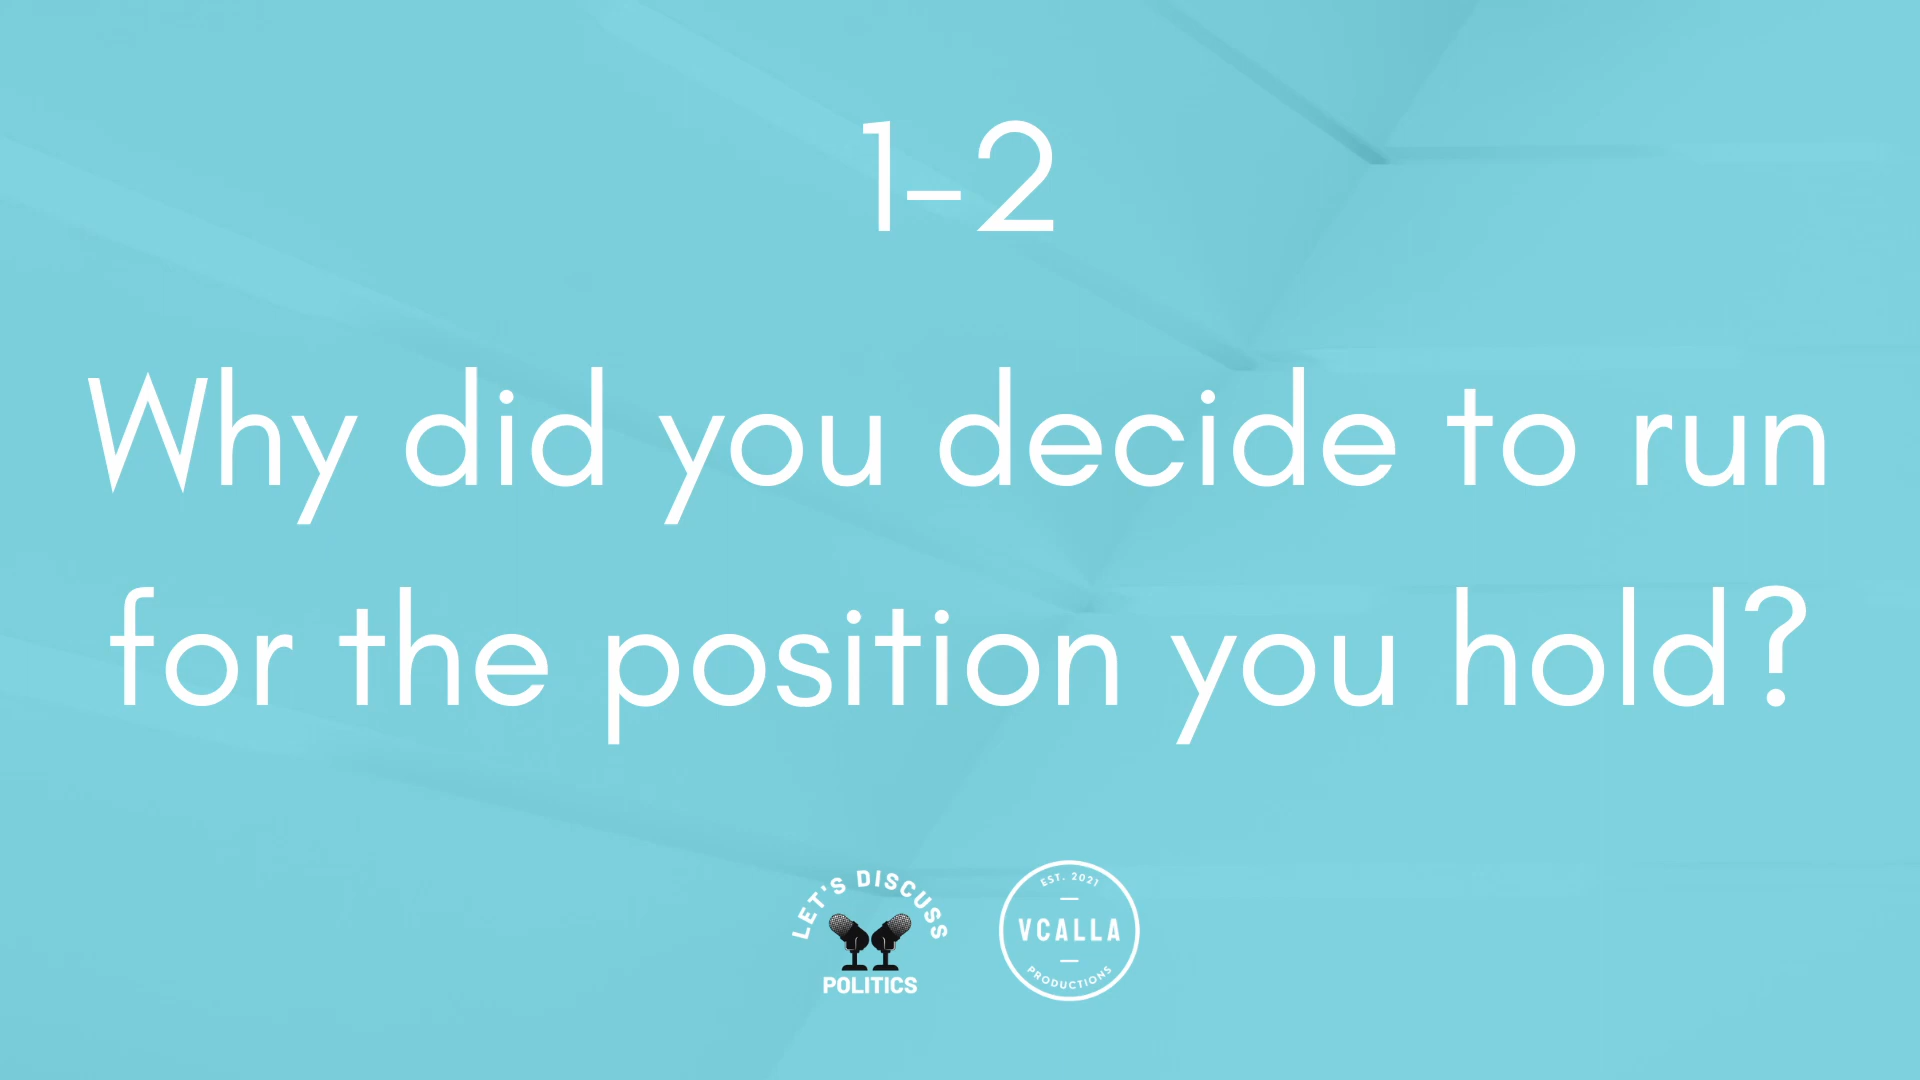 1-2
Why did you decide to run
for the position you hold?
LET'S DISCUSS
POLITICS
EST. 2021
VCALLA
PRODUCTIONS